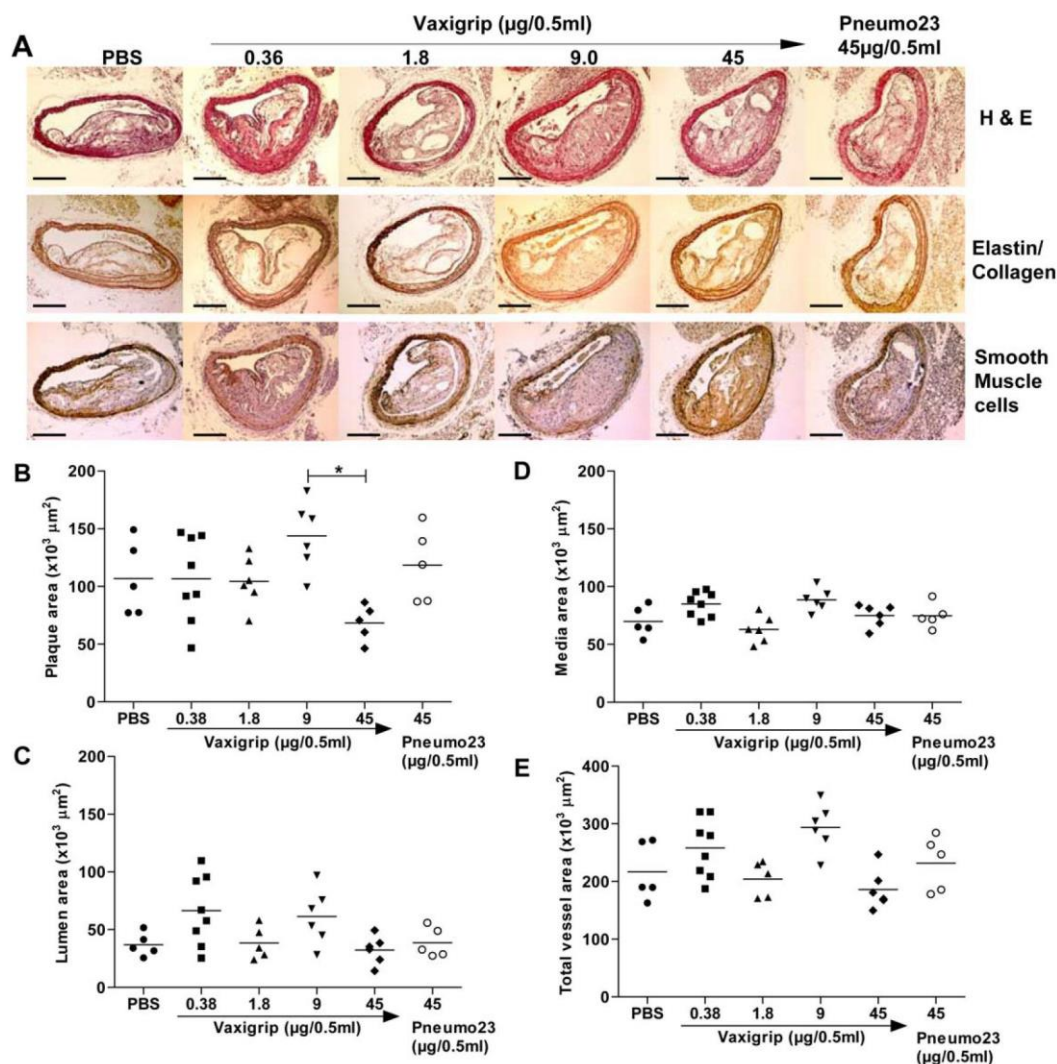 A
Vaxigrip (µg/0.5ml)
Pneumo23
45µg/0.5ml
PBS 0.36 1.8 9.0 45
H & E
Elastin/
Collagen
Smooth
Muscle
cells
B
Plaque area (x10³ µm²)
200
150
100
50
0
*
PBS 0.38 1.8 9 45 45
Vaxigrip (µg/0.5ml)
Pneumo23
(µg/0.5ml)
D
Media area (x10³ µm²)
200
150
100
50
0
PBS 0.38 1.8 9 45 45
Vaxigrip (µg/0.5ml)
Pneumo23
(µg/0.5ml)
C
Lumen area (x10³ µm²)
200
150
100
50
0
PBS 0.38 1.8 9 45 45
Vaxigrip (µg/0.5ml)
Pneumo23
(µg/0.5ml)
E
Total vessel area (x10³ µm²)
400
300
200
100
0
PBS 0.38 1.8 9 45 45
Vaxigrip (µg/0.5ml)
Pneumo23
(µg/0.5ml)